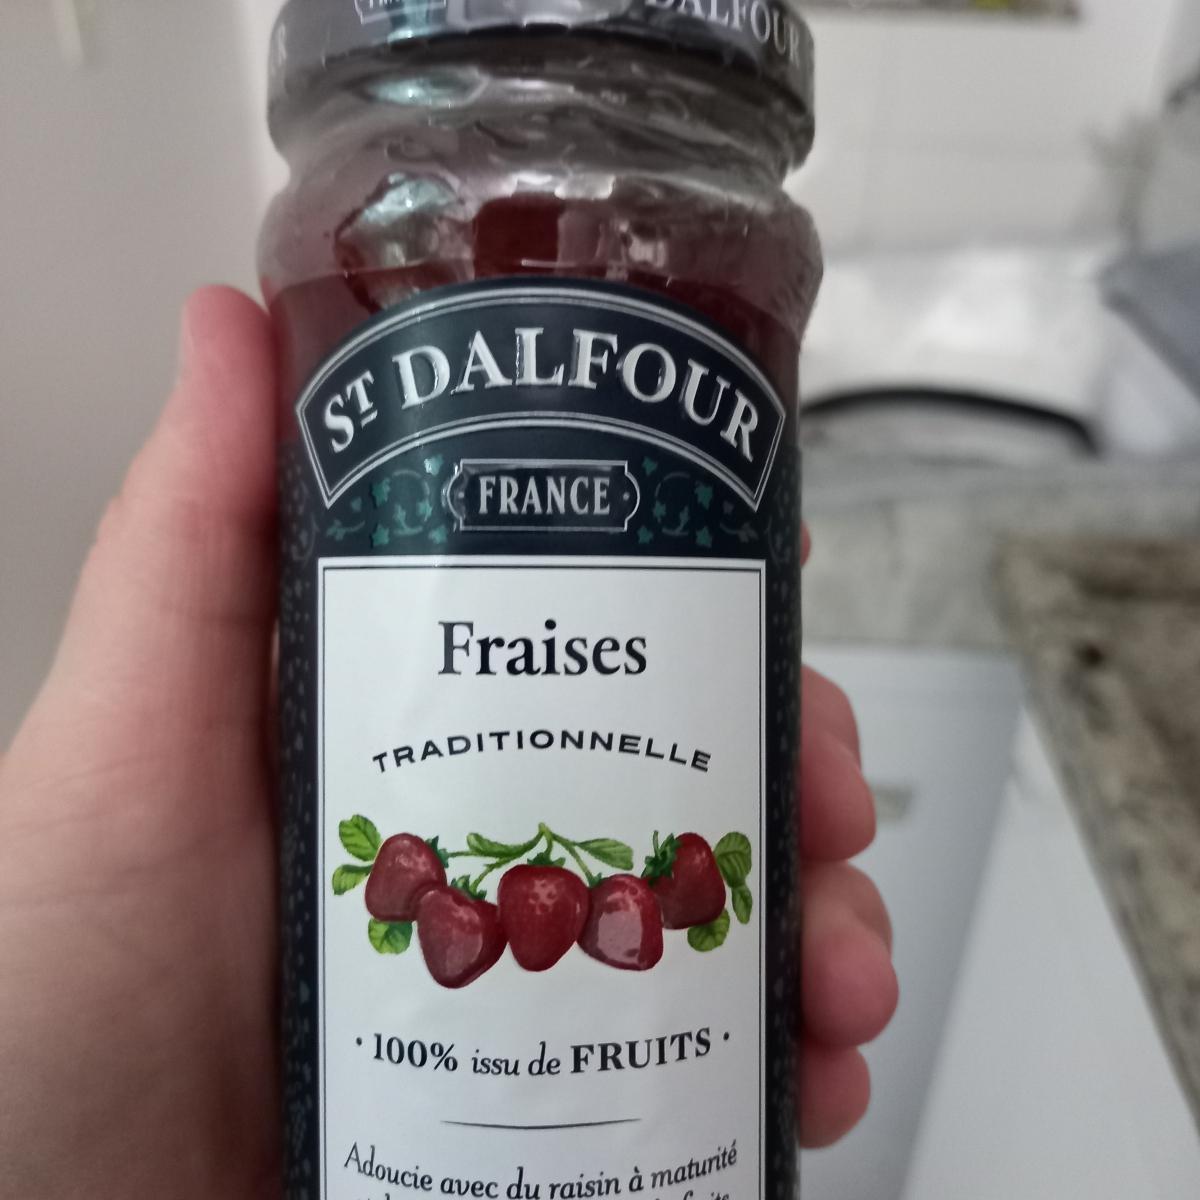 DALFOUR
ST DALFOUR
FRANCE
Fraises
TRADITIONNELLE
· 100% issu de FRUITS ·
Adoucie avec du raisin à maturité